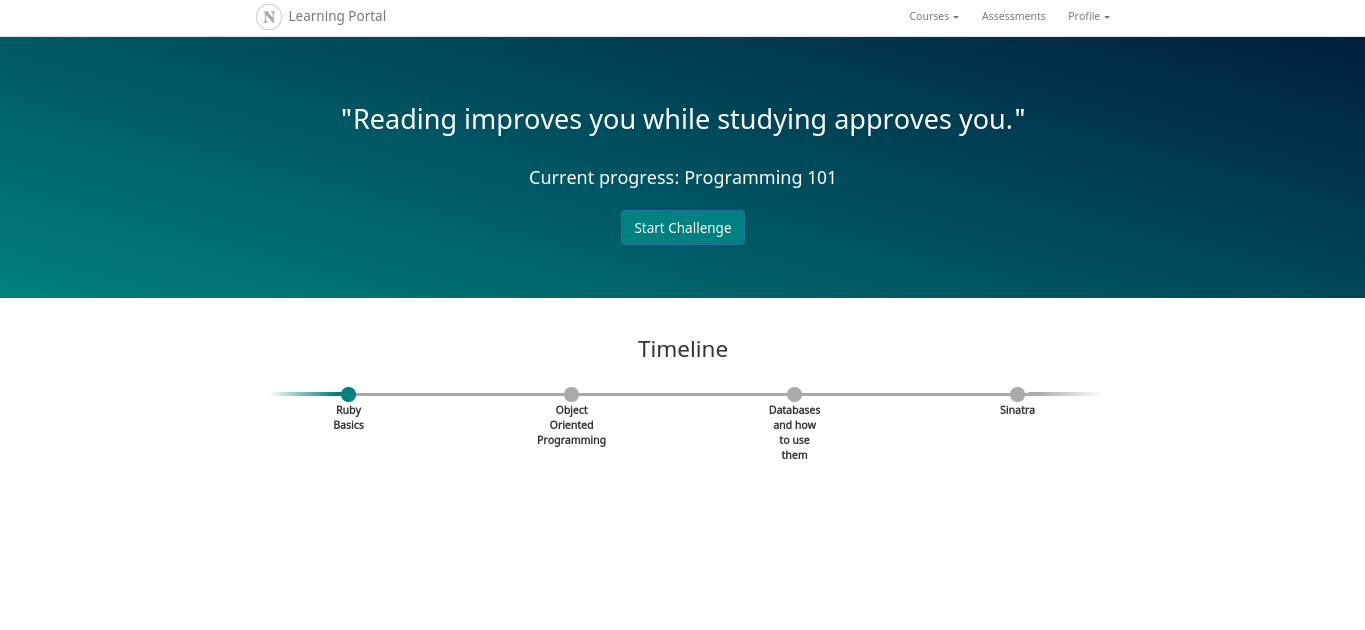 N Learning Portal
Courses
Assessments
Profile
"Reading improves you while studying approves you."
Current progress: Programming 101
Start Challenge
Timeline
Ruby
Basics
Object
Oriented
Programming
Databases
and how
to use
them
Sinatra